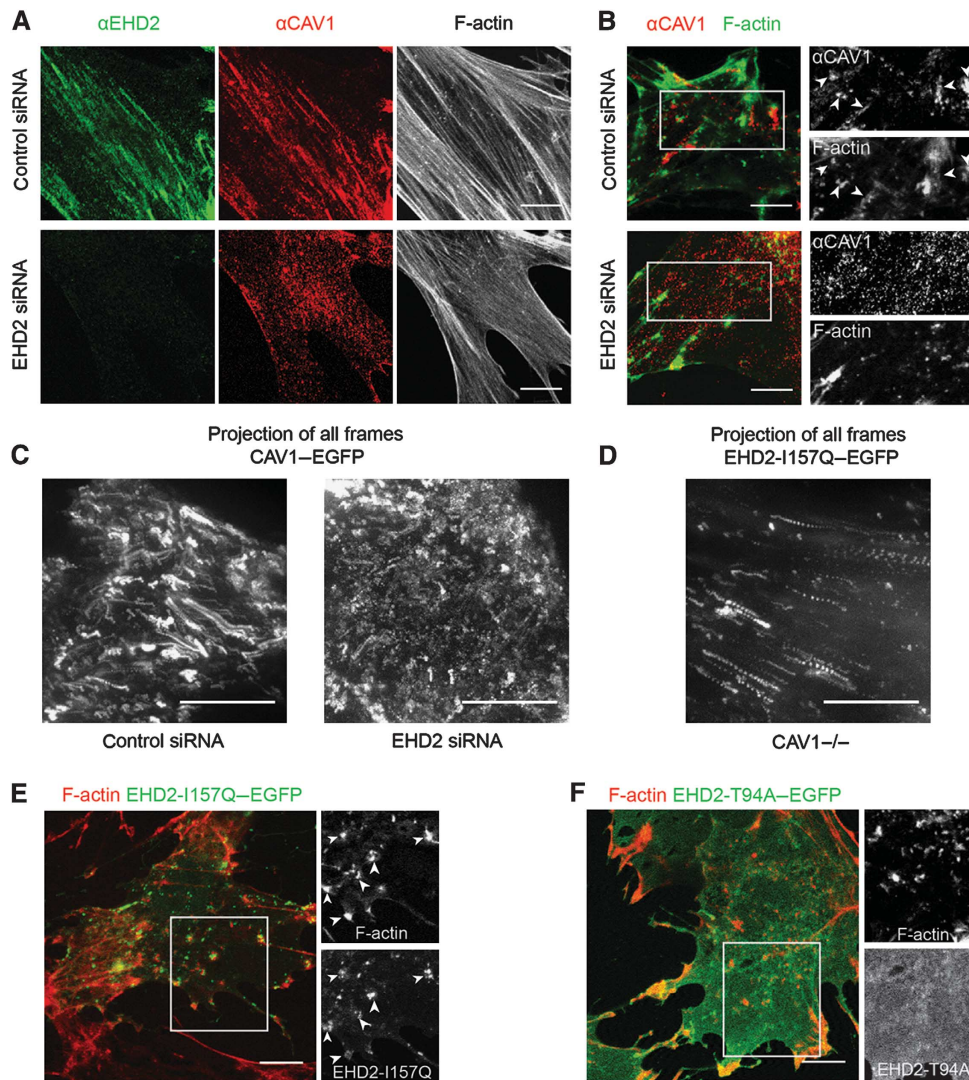 A
αEHD2
αCAV1
F-actin
Control siRNA
EHD2 siRNA
B
αCAV1 F-actin
Control siRNA
αCAV1
F-actin
EHD2 siRNA
αCAV1
F-actin
C
Projection of all frames
CAV1–EGFP
Control siRNA
EHD2 siRNA
D
Projection of all frames
EHD2-I157Q–EGFP
CAV1–/–
E
F-actin EHD2-I157Q–EGFP
F-actin
EHD2-I157Q
F
F-actin EHD2-T94A–EGFP
F-actin
EHD2-T94A